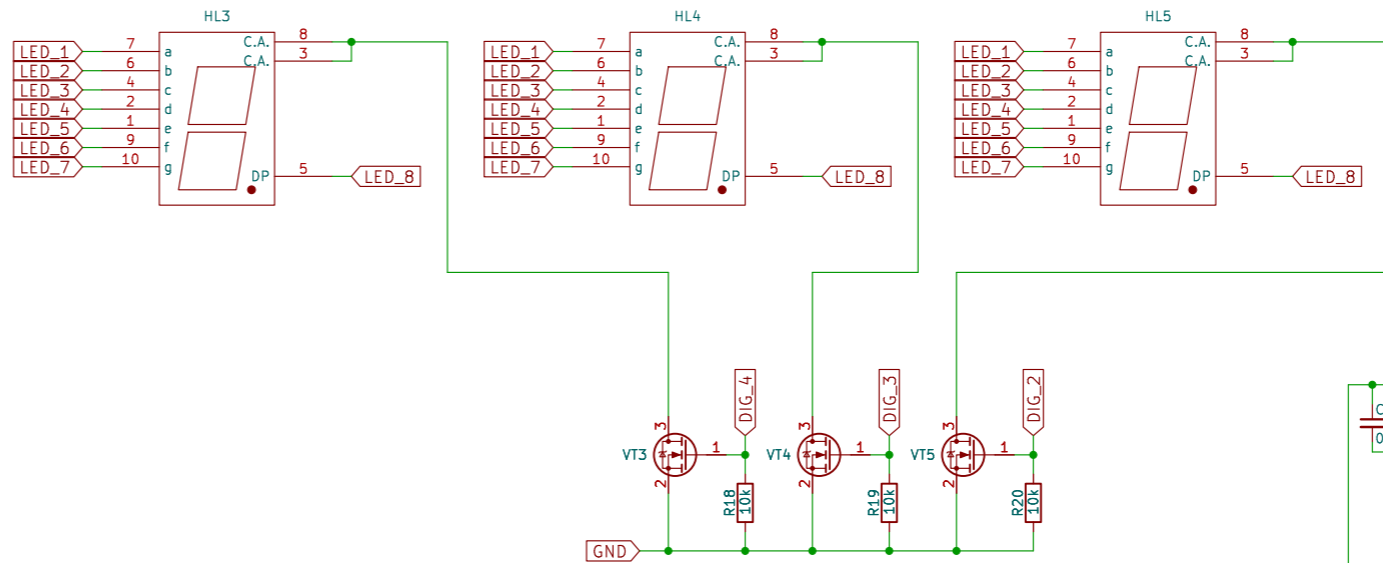 HL3
HL4
HL5
LED_1 7 a C.A. 8
C.A. 3
LED_2 6 b
LED_3 4 c
LED_4 2 d
LED_5 1 e
LED_6 9 f
LED_7 10 g
DP 5 LED_8
LED_1 7 a C.A. 8
C.A. 3
LED_2 6 b
LED_3 4 c
LED_4 2 d
LED_5 1 e
LED_6 9 f
LED_7 10 g
DP 5 LED_8
LED_1 7 a C.A. 8
C.A. 3
LED_2 6 b
LED_3 4 c
LED_4 2 d
LED_5 1 e
LED_6 9 f
LED_7 10 g
DP 5 LED_8
DIG_4
DIG_3
DIG_2
VT3 3 1 2
R18 10k
VT4 3 1 2
R19 10k
VT5 3 1 2
R20 10k
GND
C
0